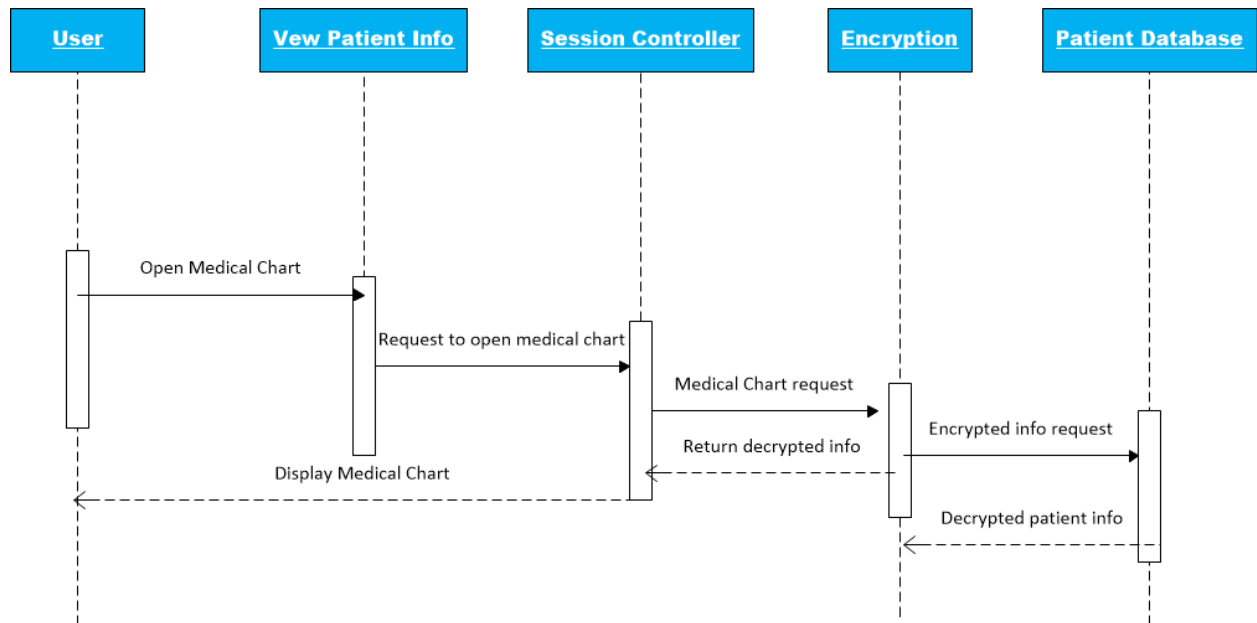 User
Vew Patient Info
Session Controller
Encryption
Patient Database
Open Medical Chart
Request to open medical chart
Medical Chart request
Encrypted info request
Return decrypted info
Display Medical Chart
Decrypted patient info